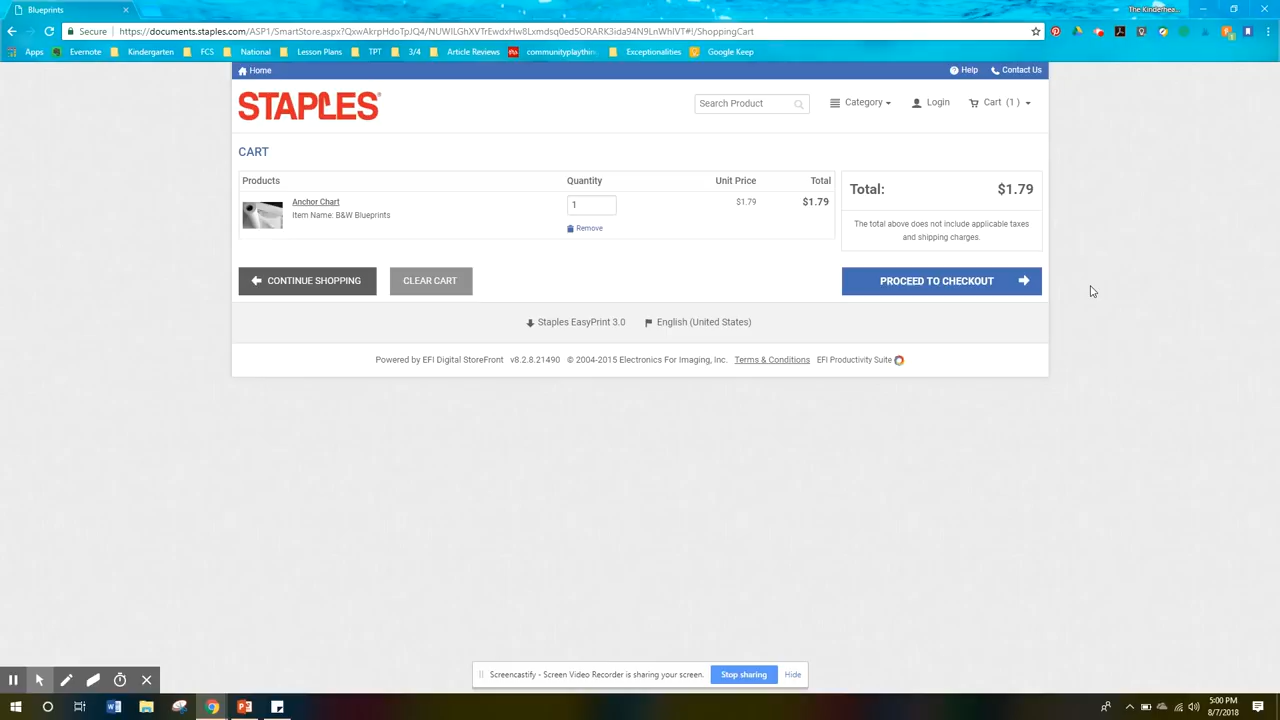 Blueprints
The Kindernea...
Secure https://documents.staples.com/ASP1/SmartStore.aspx?QxwAkrpHdoTpJQ4/NUWILGhXVTrEwdxHw8Lxmdsq0ed5ORARK3ida94N9LnWhlVT#!/ShoppingCart
Apps Evernote Kindergarten FCS National Lesson Plans TPT 3/4 Article Reviews communityplaythin Exceptionalities Google Keep
Home Help Contact Us
STAPLES Search Product Category Login Cart (1)
CART
Products Quantity Unit Price Total Total: $1.79
Anchor Chart 1 $1.79 $1.79
Item Name: B&W Blueprints
The total above does not include applicable taxes
Remove
and shipping charges.
CONTINUE SHOPPING CLEAR CART PROCEED TO CHECKOUT
Staples EasyPrint 3.0 English (United States)
Powered by EFI Digital StoreFront v8.2.8.21490 © 2004-2015 Electronics For Imaging, Inc. Terms & Conditions EFI Productivity Suite
Screencastify - Screen Video Recorder is sharing your screen. Stop sharing Hide
5:00 PM
8/7/2018